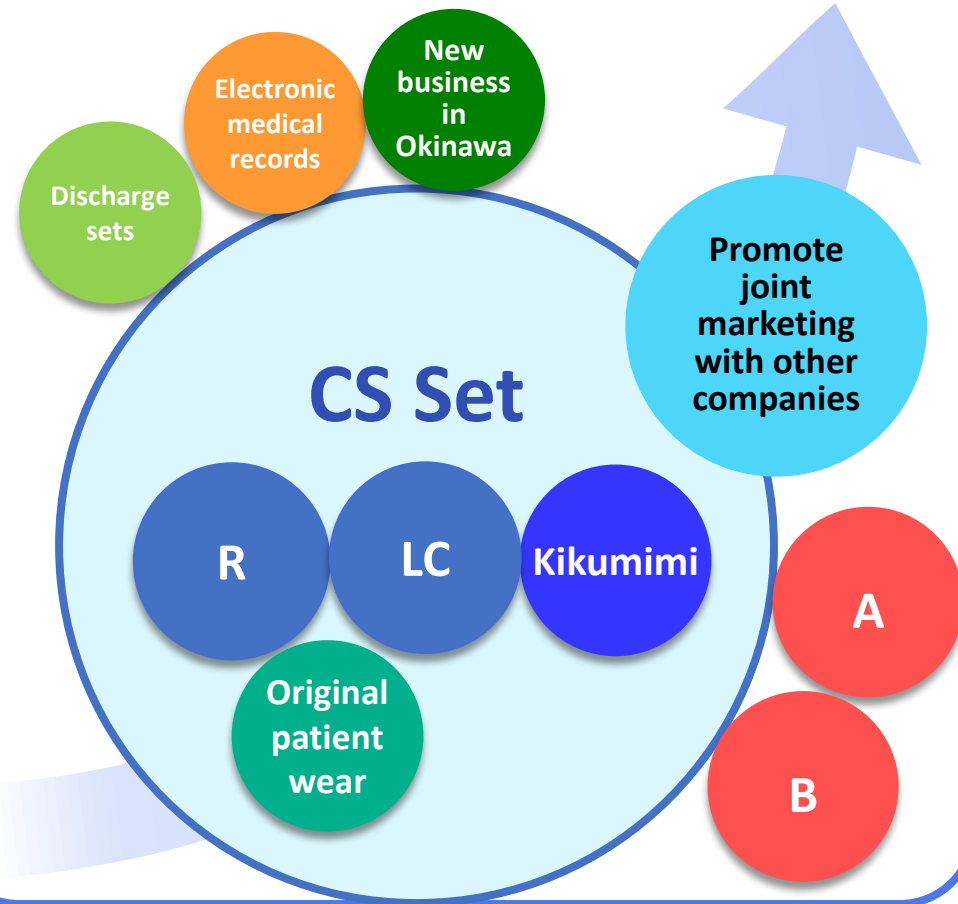 New
business
in
Okinawa
Electronic
medical
records
Discharge
sets
Promote
joint
marketing
with other
companies
CS Set
R
LC
Kikumimi
A
Original
patient
wear
B